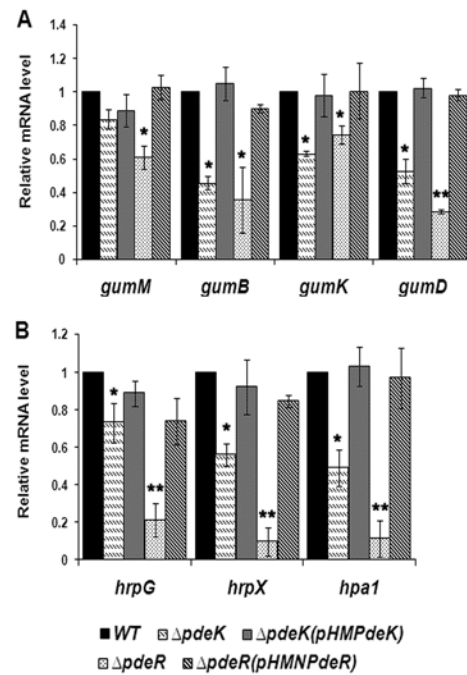 A
Relative mRNA level
1.4
1.2
1
0.8
0.6
0.4
0.2
0
* * * * * * **
gumM gumB gumK gumD
B
Relative mRNA level
1.2
1
0.8
0.6
0.4
0.2
0
* ** * ** * **
hrpG hrpX hpa1
WT ΔpdeK ΔpdeK(pHMPdeK)
ΔpdeR ΔpdeR(pHMNPdeR)